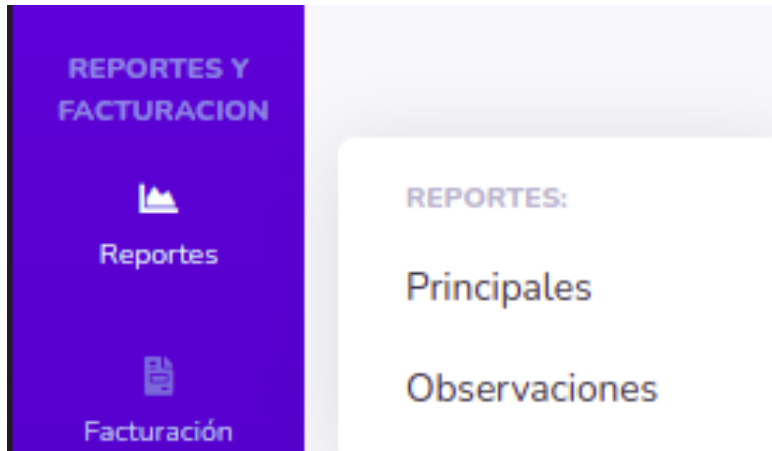 REPORTES Y
FACTURACION
Reportes
Facturación
REPORTES:
Principales
Observaciones